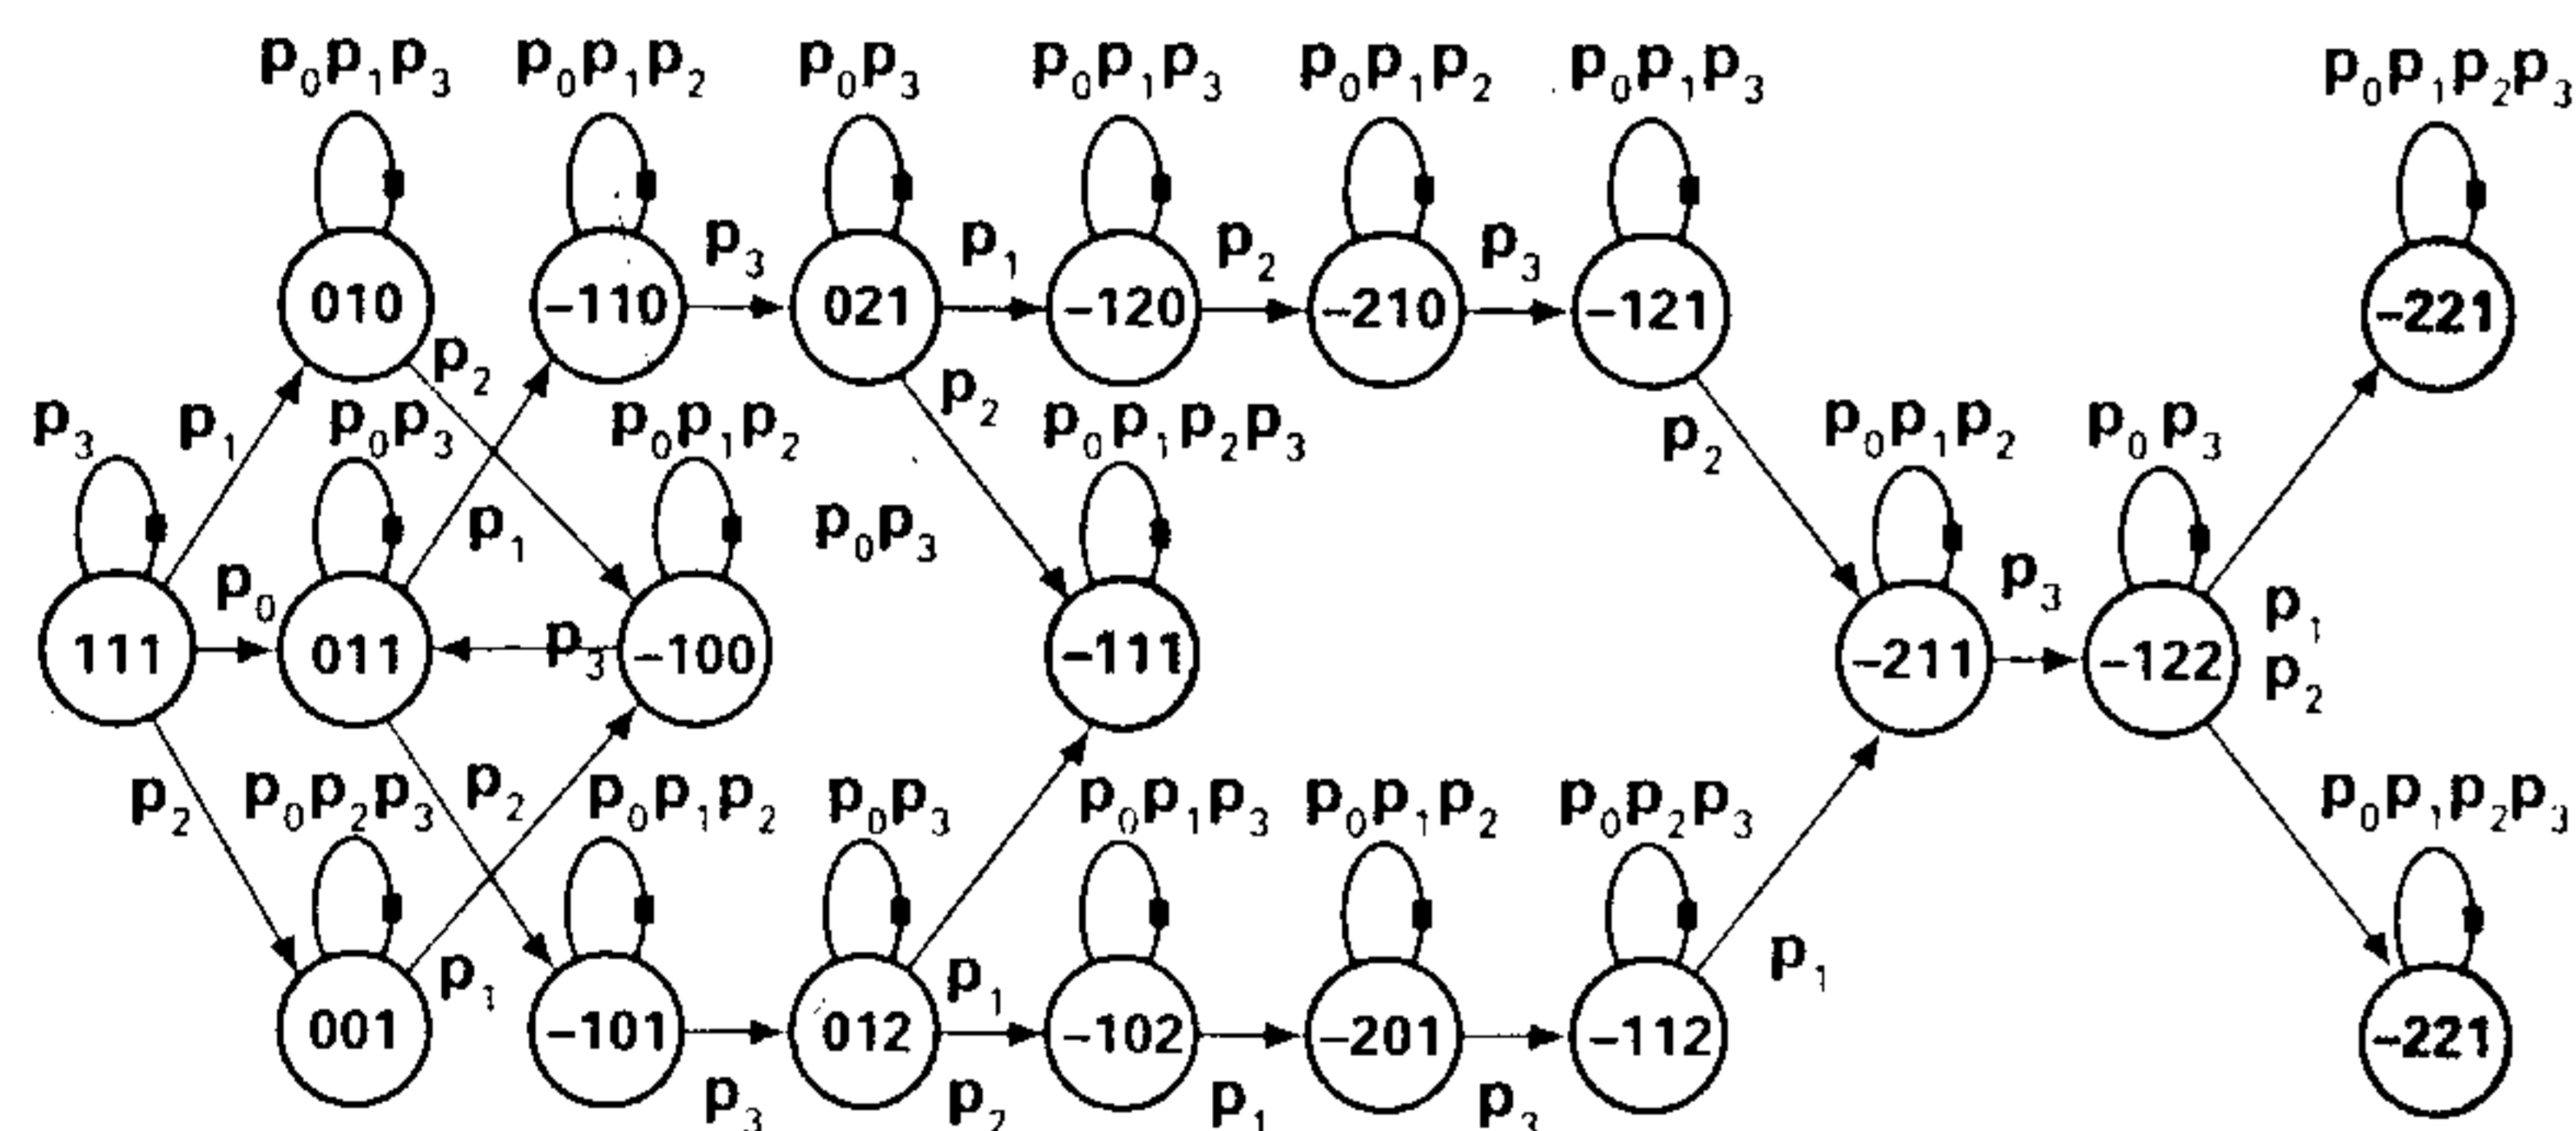 p₀p₁p₃ p₀p₁p₂ p₀p₃ p₀p₁p₃ p₀p₁p₂ p₀p₁p₃ p₀p₁p₂p₃
p₃ p₁ p₂ p₃
010 -110 021 -120 -210 -121 -221
p₂ p₂
p₃ p₁ p₀p₃ p₀p₁p₂ p₀p₁p₂p₃ p₂ p₀p₁p₂ p₀p₃
p₁ p₀p₃
p₀ p₃ p₁
111 011 p₃ -100 -111 -211 -122 p₂
p₂ p₀p₂p₃ p₂ p₀p₁p₂ p₀p₃ p₀p₁p₃ p₀p₁p₂ p₀p₂p₃ p₀p₁p₂p₃
p₁ p₁ p₁
001 -101 012 -102 -201 -112 -221
p₃ p₂ p₁ p₃